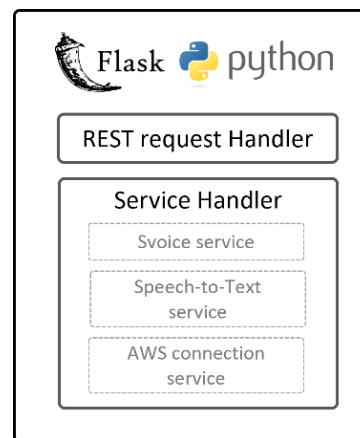 Flask python
REST request Handler
Service Handler
Svoice service
Speech-to-Text
service
AWS connection
service